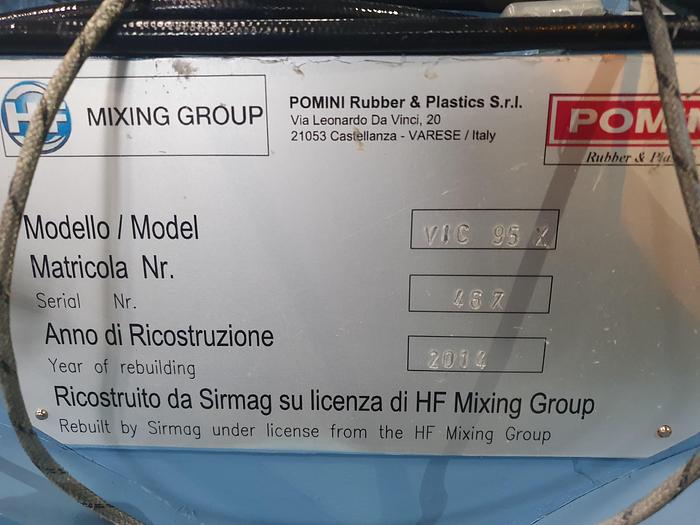 HF MIXING GROUP
POMINI Rubber & Plastics S.r.l.
Via Leonardo Da Vinci, 20
21053 Castellanza - VARESE / Italy
POM
Rubber &
Modello / Model VIC 95 X
Matricola Nr.
Serial Nr.
Anno di Ricostruzione
Year of rebuilding 2014
Ricostruito da Sirmag su licenza di HF Mixing Group
Rebuilt by Sirmag under license from the HF Mixing Group